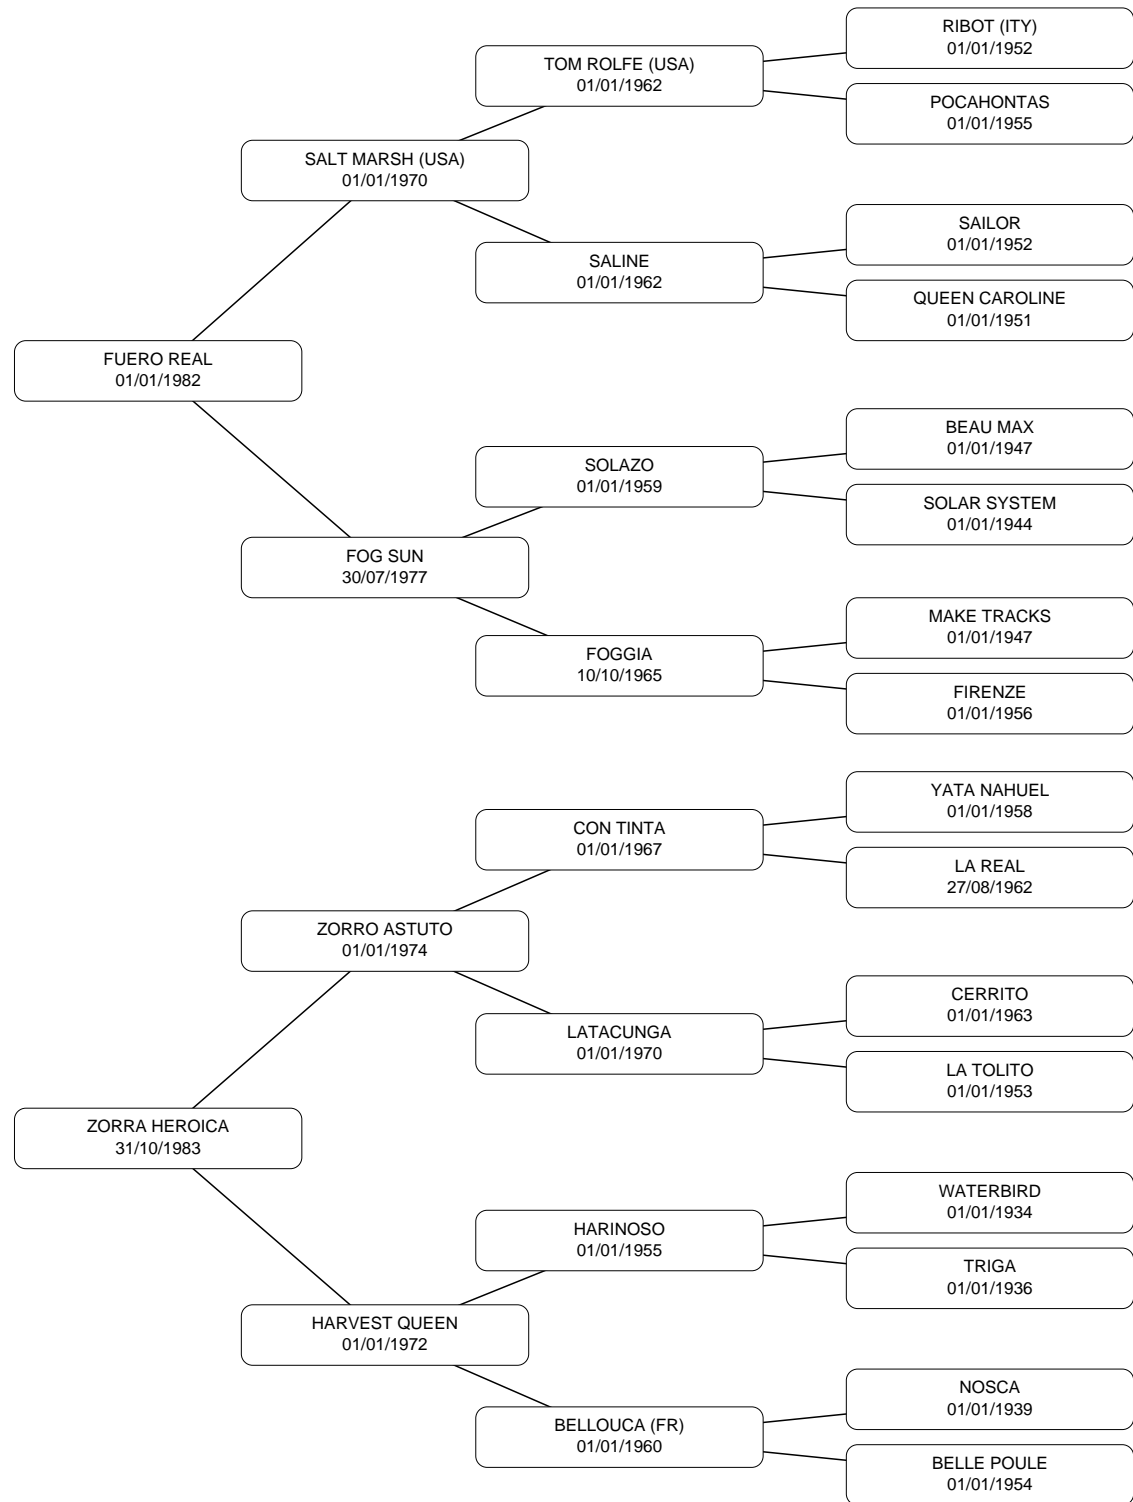 RIBOT (ITY)
01/01/1952
TOM ROLFE (USA)
01/01/1962
POCAHONTAS
01/01/1955
SALT MARSH (USA)
01/01/1970
SAILOR
01/01/1952
SALINE
01/01/1962
QUEEN CAROLINE
01/01/1951
FUERO REAL
01/01/1982
BEAU MAX
01/01/1947
SOLAZO
01/01/1959
SOLAR SYSTEM
01/01/1944
FOG SUN
30/07/1977
MAKE TRACKS
01/01/1947
FOGGIA
10/10/1965
FIRENZE
01/01/1956
YATA NAHUEL
01/01/1958
CON TINTA
01/01/1967
LA REAL
27/08/1962
ZORRO ASTUTO
01/01/1974
CERRITO
01/01/1963
LATACUNGA
01/01/1970
LA TOLITO
01/01/1953
ZORRA HEROICA
31/10/1983
WATERBIRD
01/01/1934
HARINOSO
01/01/1955
TRIGA
01/01/1936
HARVEST QUEEN
01/01/1972
NOSCA
01/01/1939
BELLOUCA (FR)
01/01/1960
BELLE POULE
01/01/1954